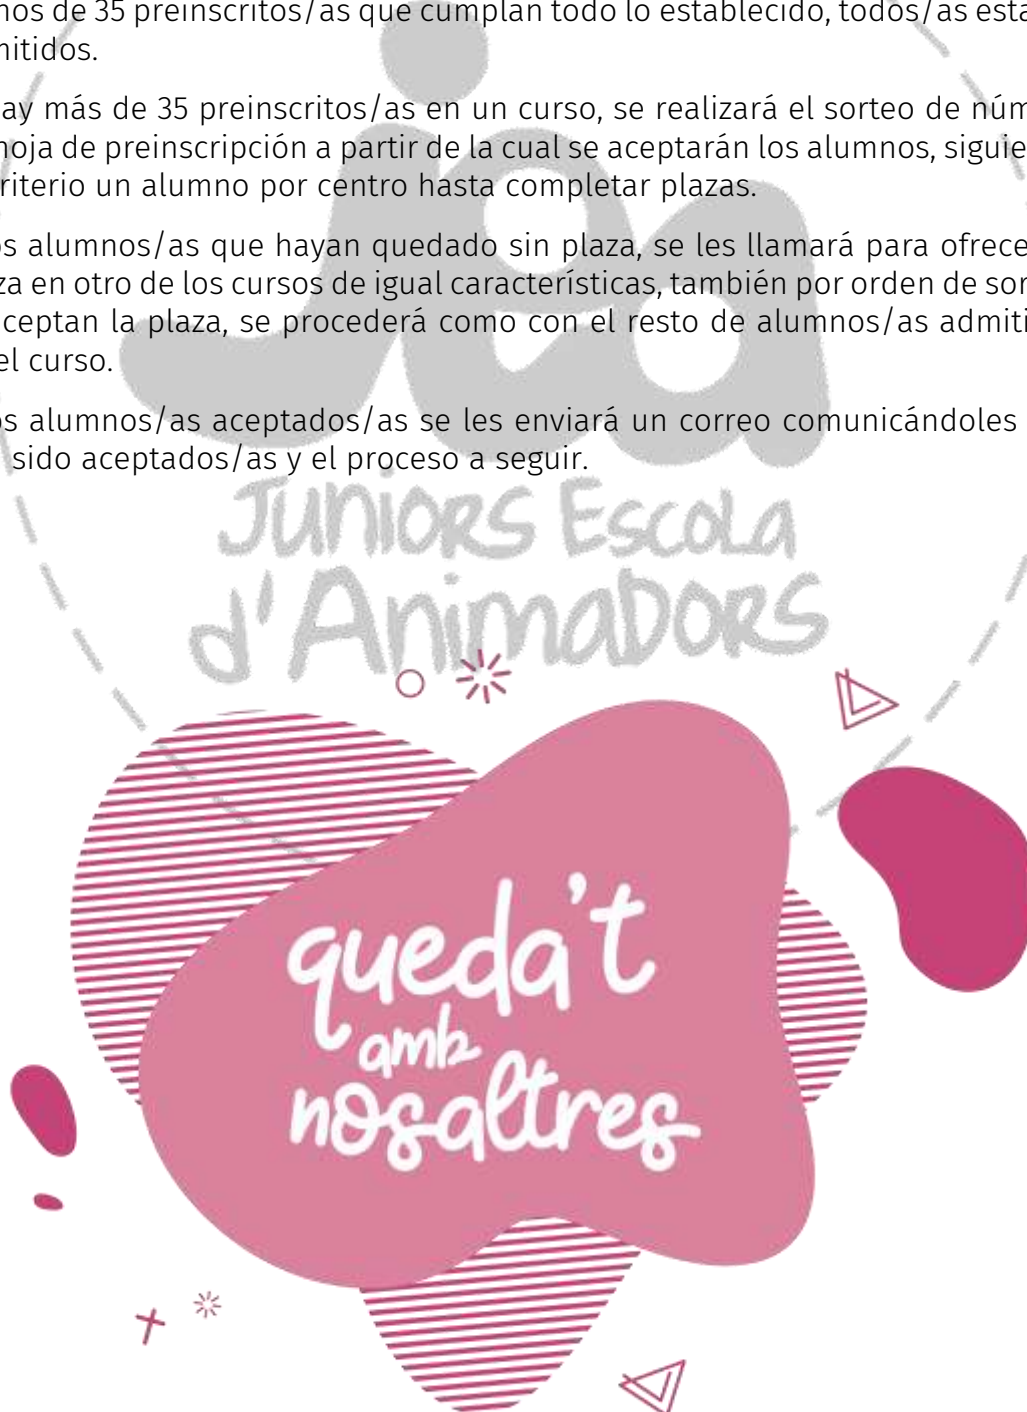 nos de 35 preinscritos/as que cumplan todo lo establecido, todos/as esta
nitidos.
ay más de 35 preinscritos/as en un curso, se realizará el sorteo de núm
hoja de preinscripción a partir de la cual se aceptarán los alumnos, siguie
riterio un alumno por centro hasta completar plazas.
os alumnos/as que hayan quedado sin plaza, se les llamará para ofrece
za en otro de los cursos de igual características, también por orden de sor
ceptan la plaza, se procederá como con el resto de alumnos/as admiti
el curso.
os alumnos/as aceptados/as se les enviará un correo comunicándoles
sido aceptados/as y el proceso a seguir.
jea
Juniors Escola
d'Animadors
queda't
amb
nosaltres